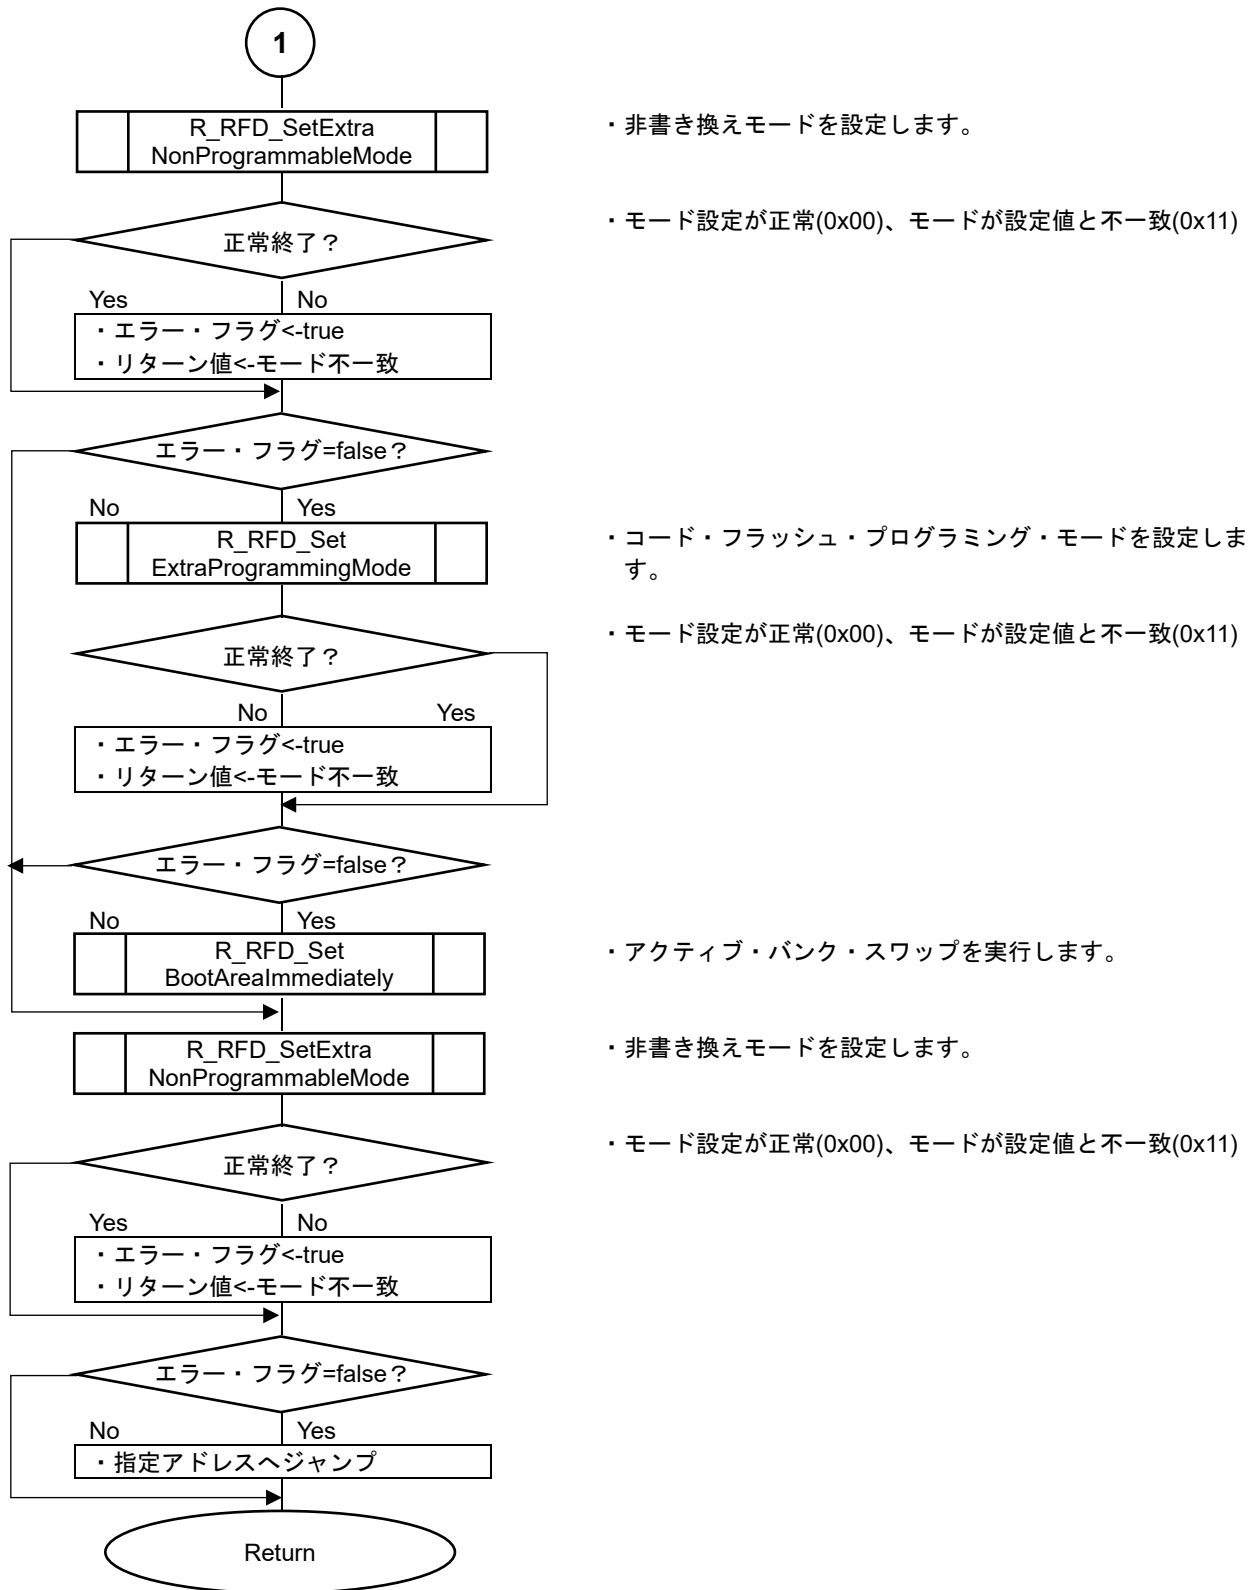 1
R_RFD_SetExtra
NonProgrammableMode
・非書き換えモードを設定します。
正常終了？
・モード設定が正常(0x00)、モードが設定値と不一致(0x11)
Yes No
・エラー・フラグ<-true
・リターン値<-モード不一致
エラー・フラグ=false？
No Yes
R_RFD_Set
ExtraProgrammingMode
・コード・フラッシュ・プログラミング・モードを設定しま
す。
正常終了？
・モード設定が正常(0x00)、モードが設定値と不一致(0x11)
No Yes
・エラー・フラグ<-true
・リターン値<-モード不一致
エラー・フラグ=false？
No Yes
R_RFD_Set
BootAreaImmediately
・アクティブ・バンク・スワップを実行します。
R_RFD_SetExtra
NonProgrammableMode
・非書き換えモードを設定します。
正常終了？
・モード設定が正常(0x00)、モードが設定値と不一致(0x11)
Yes No
・エラー・フラグ<-true
・リターン値<-モード不一致
エラー・フラグ=false？
No Yes
・指定アドレスへジャンプ
Return